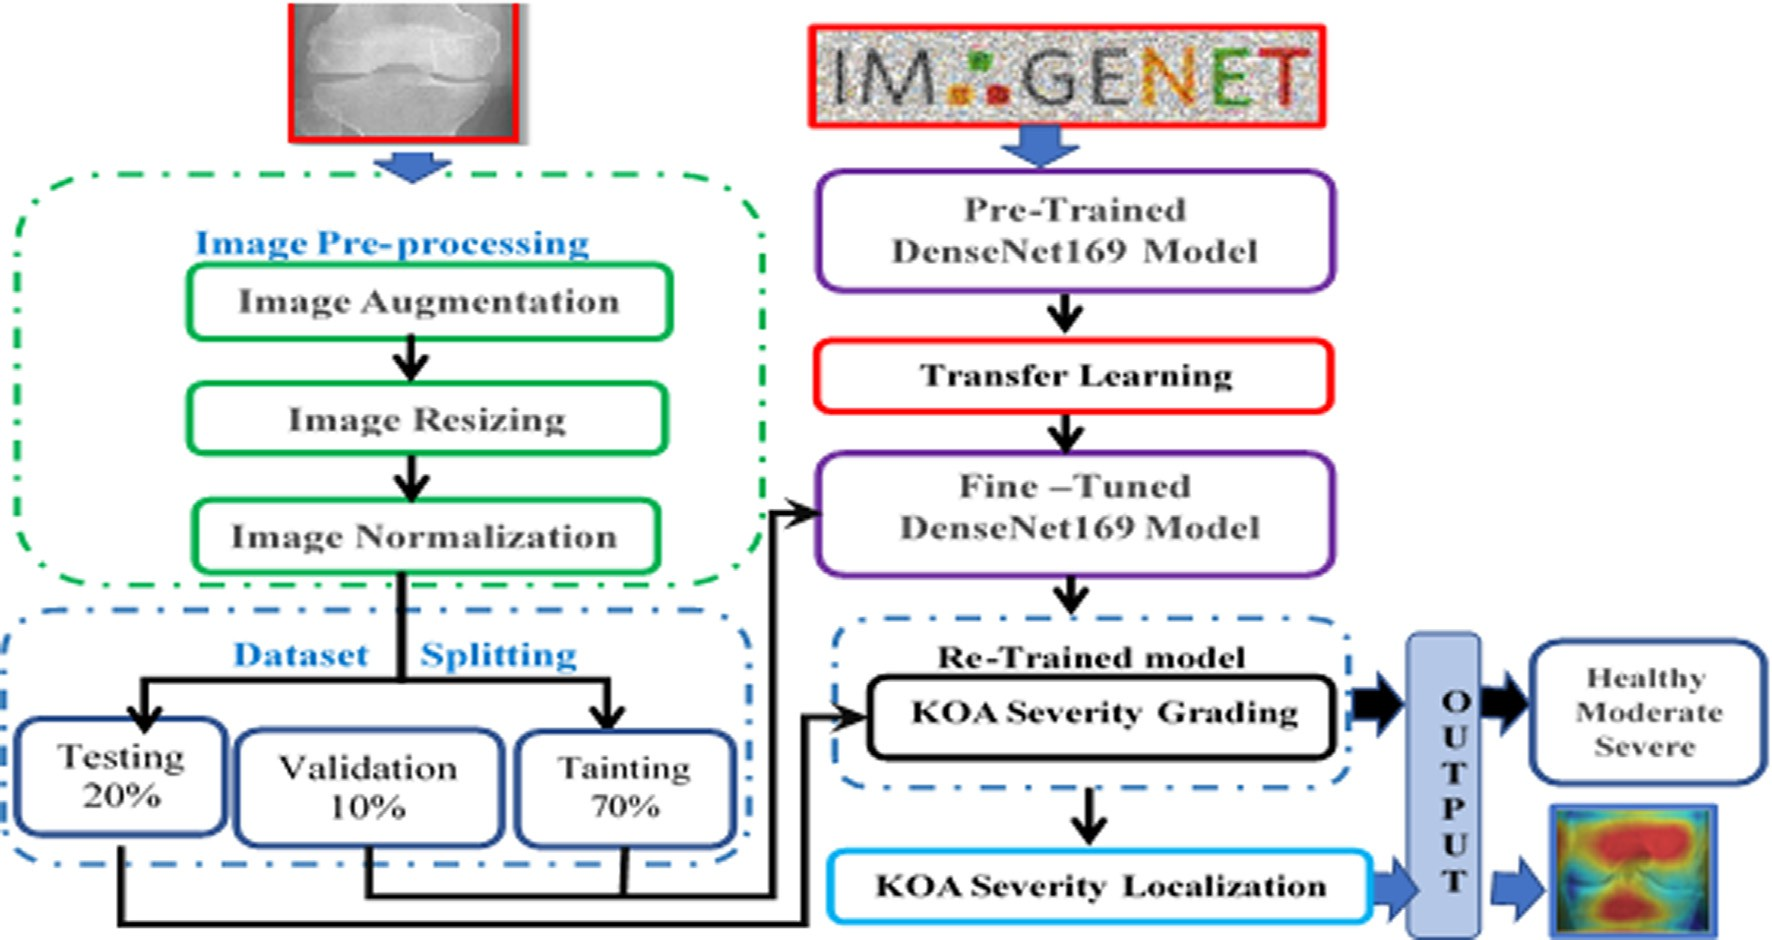 IMAGENET
Image Pre-processing
Image Augmentation
Image Resizing
Image Normalization
Dataset Splitting
Testing
20%
Validation
10%
Tainting
70%
Pre-Trained
DenseNet169 Model
Transfer Learning
Fine –Tuned
DenseNet169 Model
Re-Trained model
KOA Severity Grading
KOA Severity Localization
OUTPUT
Healthy
Moderate
Severe